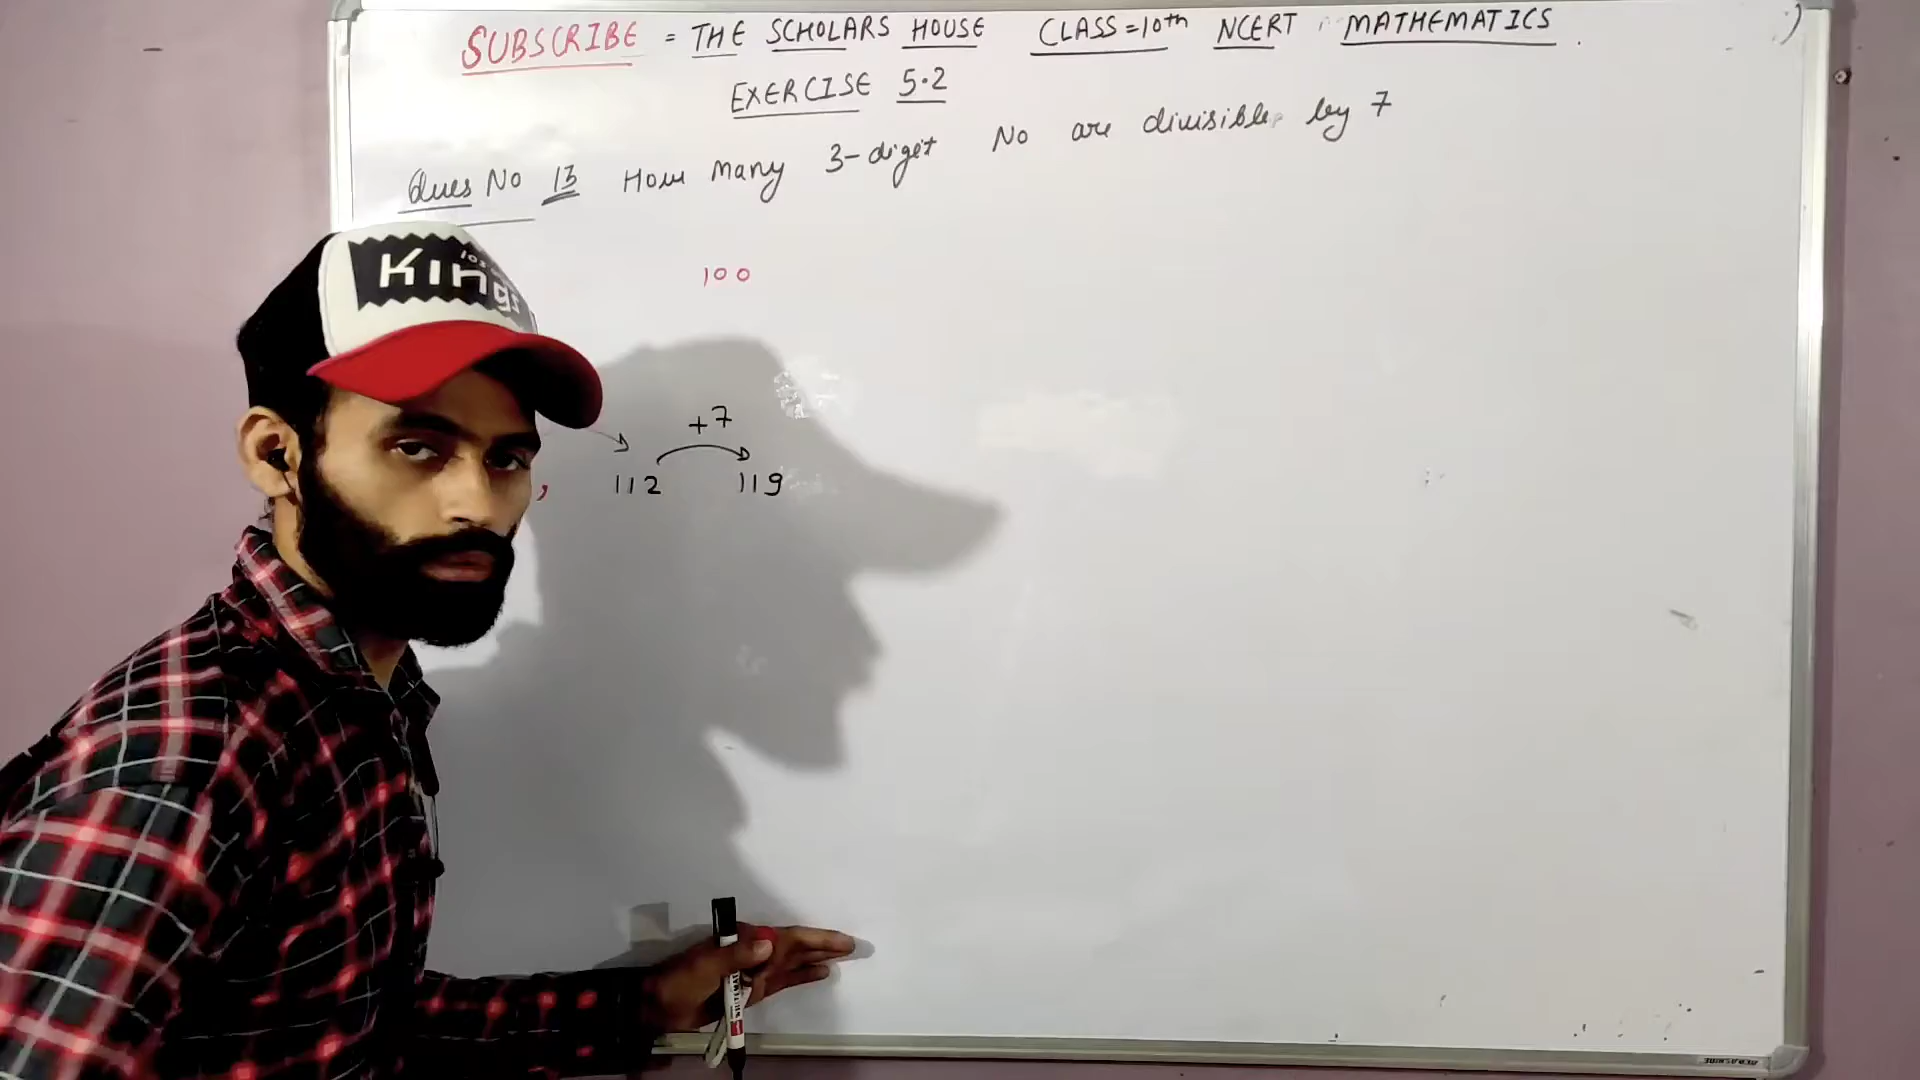 SUBSCRIBE = THE SCHOLARS HOUSE CLASS=10th NCERT MATHEMATICS
EXERCISE 5.2
Ques No 13 How many 3-digit No are divisible by 7
100
Kings
+7
, 112 119